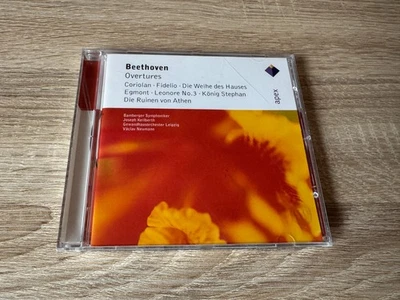 Beethoven
Overtures
Coriolan · Fidelio · Die Weihe des Hauses
Egmont · Leonore No.3 · König Stephan
Die Ruinen von Athen
Bamberger Symphoniker
Joseph Keilberth
Gewandhausorchester Leipzig
Václav Neumann
apex